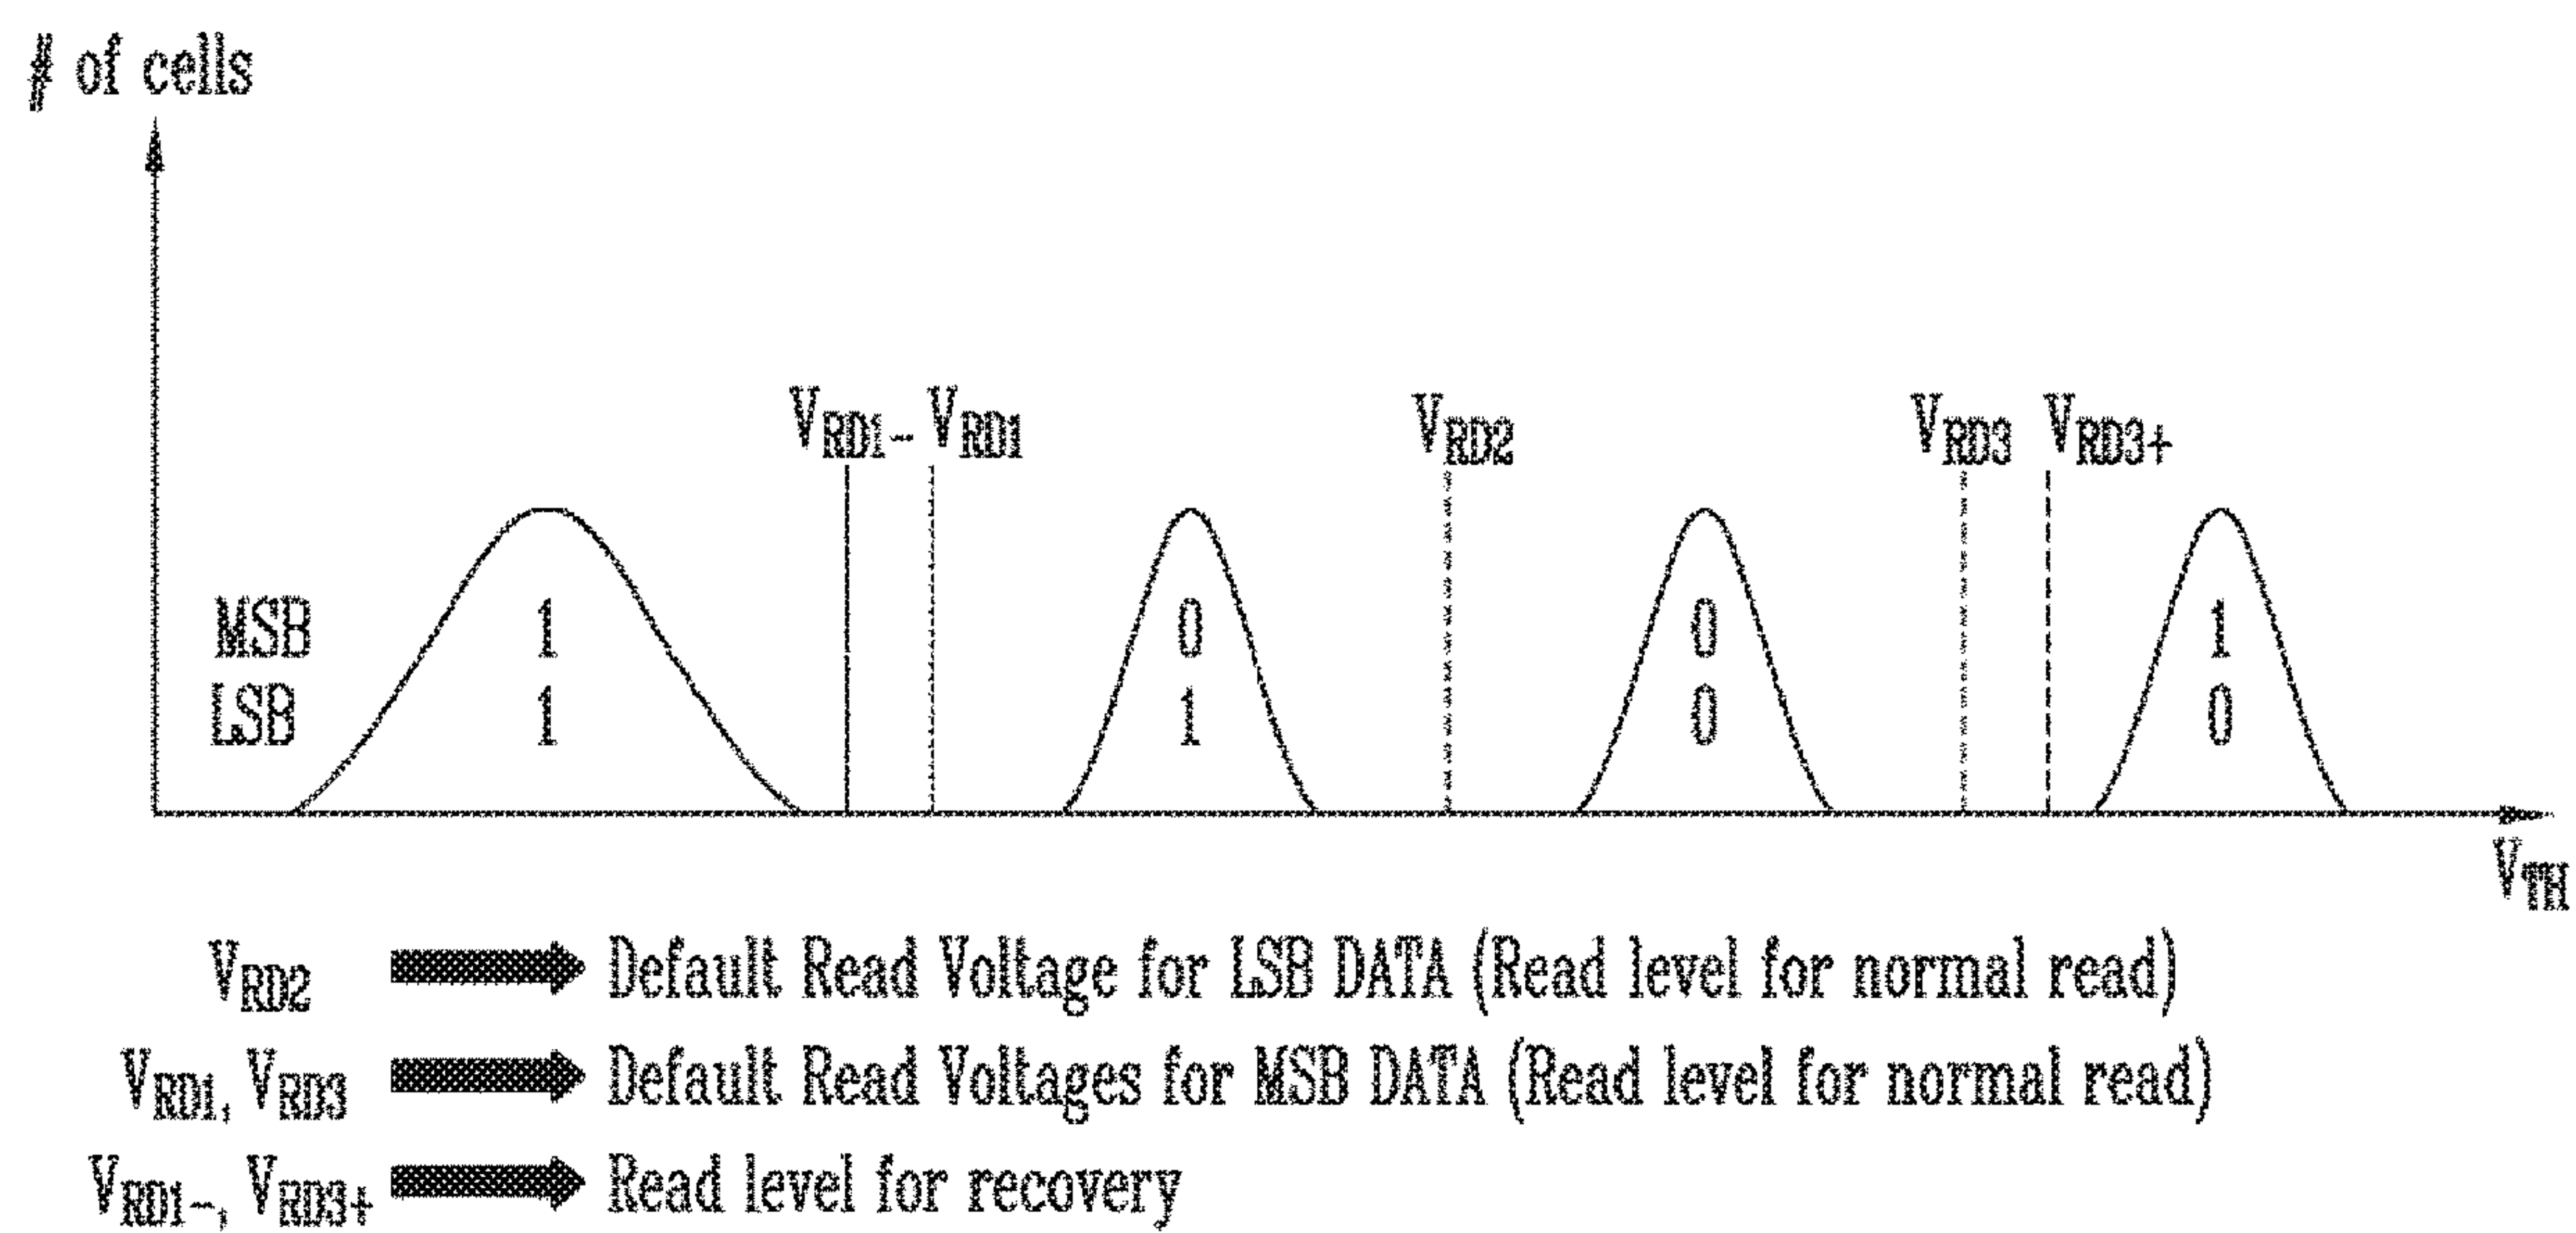 # of cells
VRD1- VRD1 VRD2 VRD3 VRD3+
MSB 1 0 0 1
LSB 1 1 0 0
VTH
VRD2 Default Read Voltage for LSB DATA (Read level for normal read)
VRD1, VRD3 Default Read Voltages for MSB DATA (Read level for normal read)
VRD1-, VRD3+ Read level for recovery